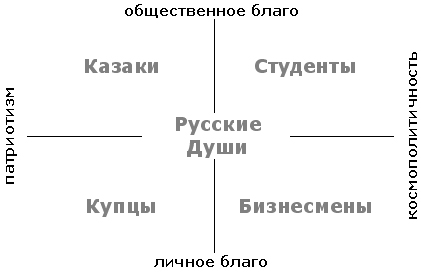 общественное благо
Казаки
Студенты
патриотизм
Русские
Души
космополитичность
Купцы
Бизнесмены
личное благо